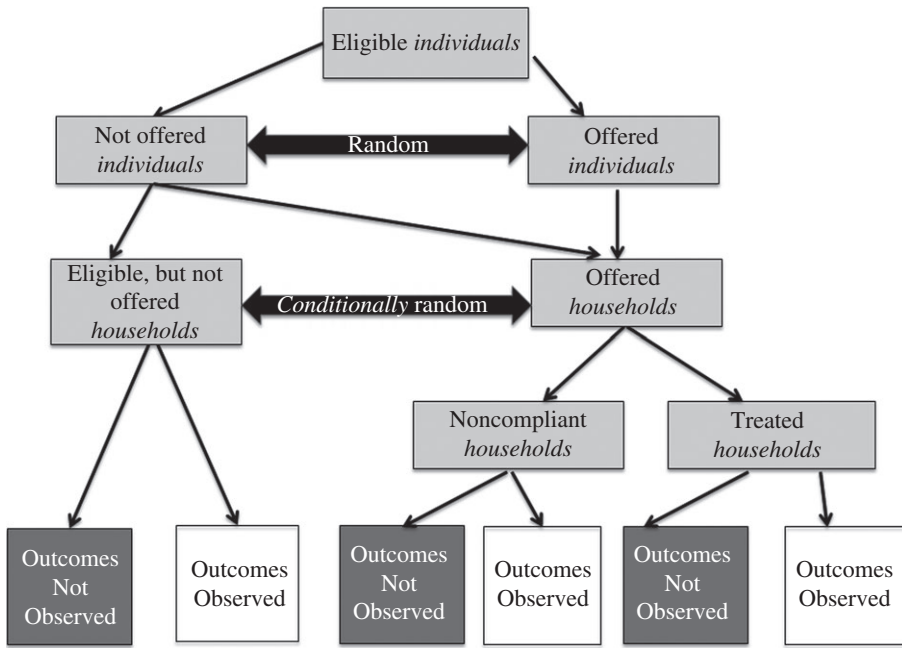 Eligible individuals
Not offered
individuals
Random
Offered
individuals
Eligible, but not
offered
households
Conditionally random
Offered
households
Noncompliant
households
Treated
households
Outcomes
Not
Observed
Outcomes
Observed
Outcomes
Not
Observed
Outcomes
Observed
Outcomes
Not
Observed
Outcomes
Observed